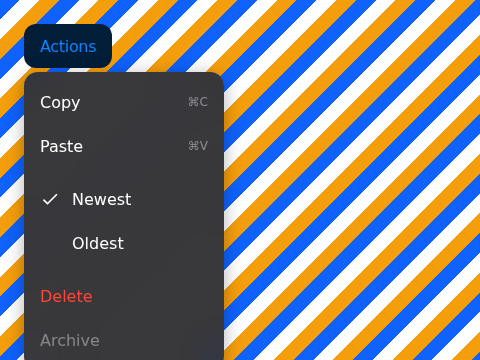 Actions
Copy ⌘C
Paste ⌘V
Newest
Oldest
Delete
Archive